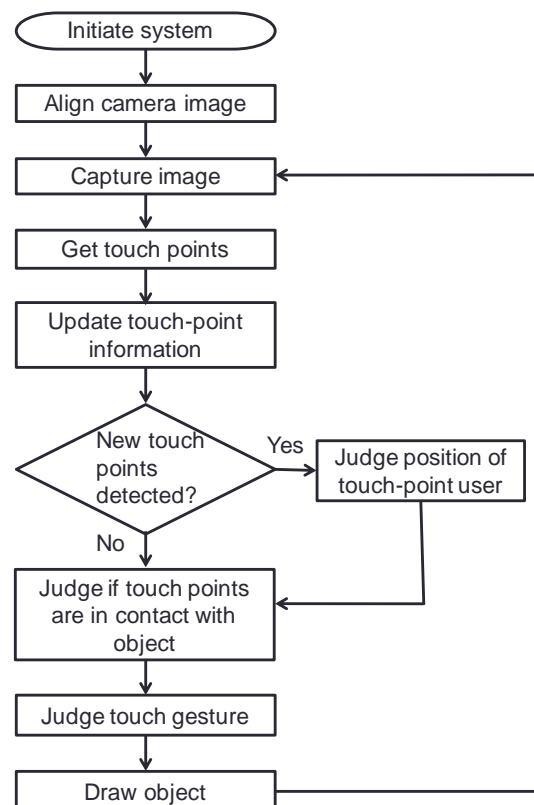 Initiate system
Align camera image
Capture image
Get touch points
Update touch-point
information
New touch
points
detected?
Yes
Judge position of
touch-point user
No
Judge if touch points
are in contact with
object
Judge touch gesture
Draw object